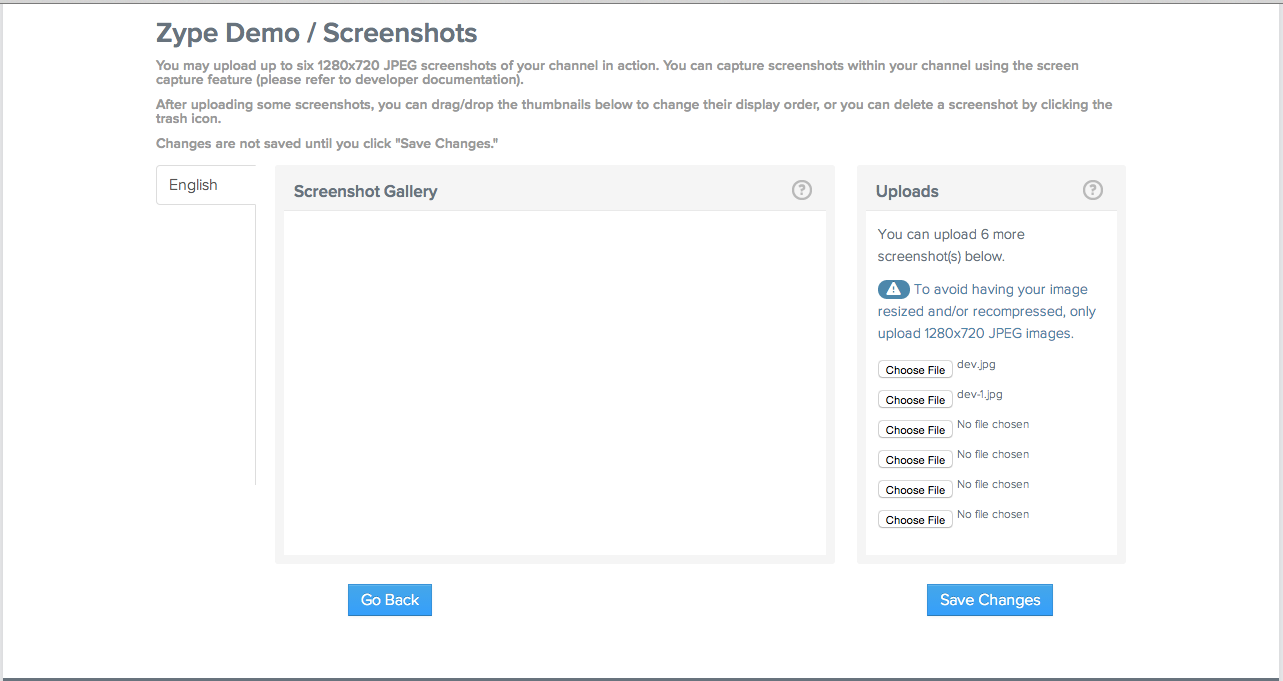 Zype Demo / Screenshots
You may upload up to six 1280x720 JPEG screenshots of your channel in action. You can capture screenshots within your channel using the screen
capture feature (please refer to developer documentation).
After uploading some screenshots, you can drag/drop the thumbnails below to change their display order, or you can delete a screenshot by clicking the
trash icon.
Changes are not saved until you click "Save Changes."
English
Screenshot Gallery
?
Uploads
?
You can upload 6 more
screenshot(s) below.
To avoid having your image
resized and/or recompressed, only
upload 1280x720 JPEG images.
Choose File dev.jpg
Choose File dev-1.jpg
Choose File No file chosen
Choose File No file chosen
Choose File No file chosen
Choose File No file chosen
Go Back
Save Changes